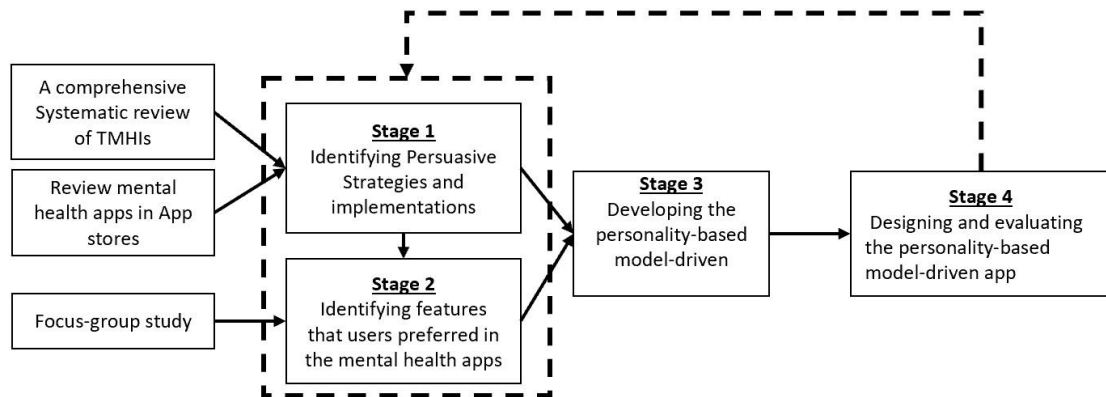 A comprehensive
Systematic review
of TMHIs
Review mental
health apps in App
stores
Focus-group study
Stage 1
Identifying Persuasive
Strategies and
implementations
Stage 2
Identifying features
that users preferred in
the mental health apps
Stage 3
Developing the
personality-based
model-driven
Stage 4
Designing and evaluating
the personality-based
model-driven app